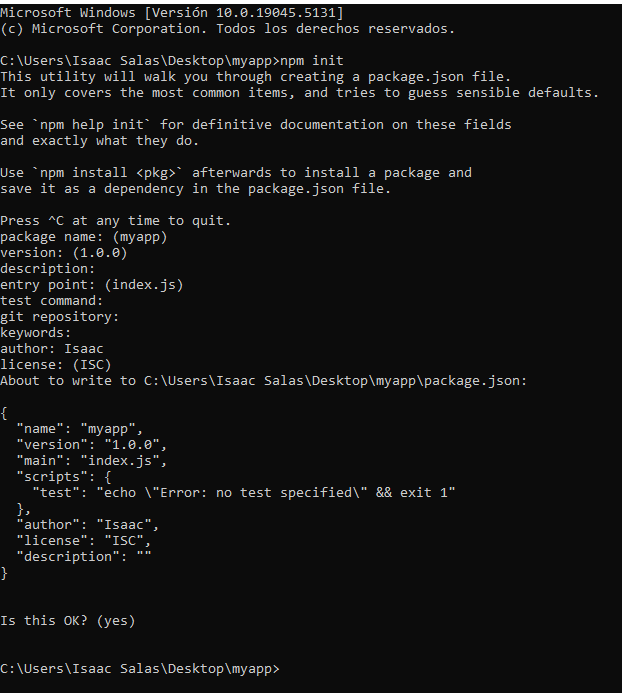 Microsoft Windows [Versión 10.0.19045.5131]
(c) Microsoft Corporation. Todos los derechos reservados.
C:\Users\Isaac Salas\Desktop\myapp>npm init
This utility will walk you through creating a package.json file.
It only covers the most common items, and tries to guess sensible defaults.
See `npm help init` for definitive documentation on these fields
and exactly what they do.
Use `npm install <pkg>` afterwards to install a package and
save it as a dependency in the package.json file.
Press ^C at any time to quit.
package name: (myapp)
version: (1.0.0)
description:
entry point: (index.js)
test command:
git repository:
keywords:
author: Isaac
license: (ISC)
About to write to C:\Users\Isaac Salas\Desktop\myapp\package.json:
{
  "name": "myapp",
  "version": "1.0.0",
  "main": "index.js",
  "scripts": {
    "test": "echo \"Error: no test specified\" && exit 1"
  },
  "author": "Isaac",
  "license": "ISC",
  "description": ""
}
Is this OK? (yes)
C:\Users\Isaac Salas\Desktop\myapp>